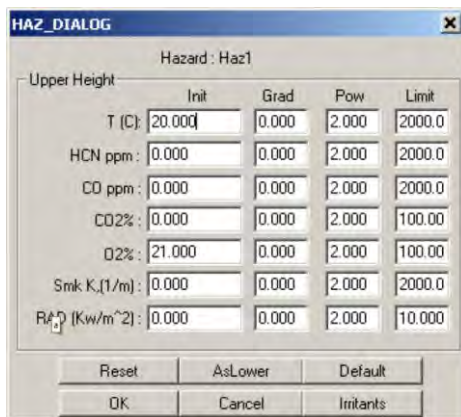 HAZ_DIALOG
Hazard : Haz1
Upper Height
Init Grad Pow Limit
T (C): 20.000 0.000 2.000 2000.0
HCN ppm : 0.000 0.000 2.000 2000.0
CO ppm : 0.000 0.000 2.000 2000.0
CO2% : 0.000 0.000 2.000 100.00
O2% : 21.000 0.000 2.000 100.00
Smk K,(1/m) : 0.000 0.000 2.000 2000.0
RAD (Kw/m^2) : 0.000 0.000 2.000 10.000
Reset AsLower Default
OK Cancel Irritants